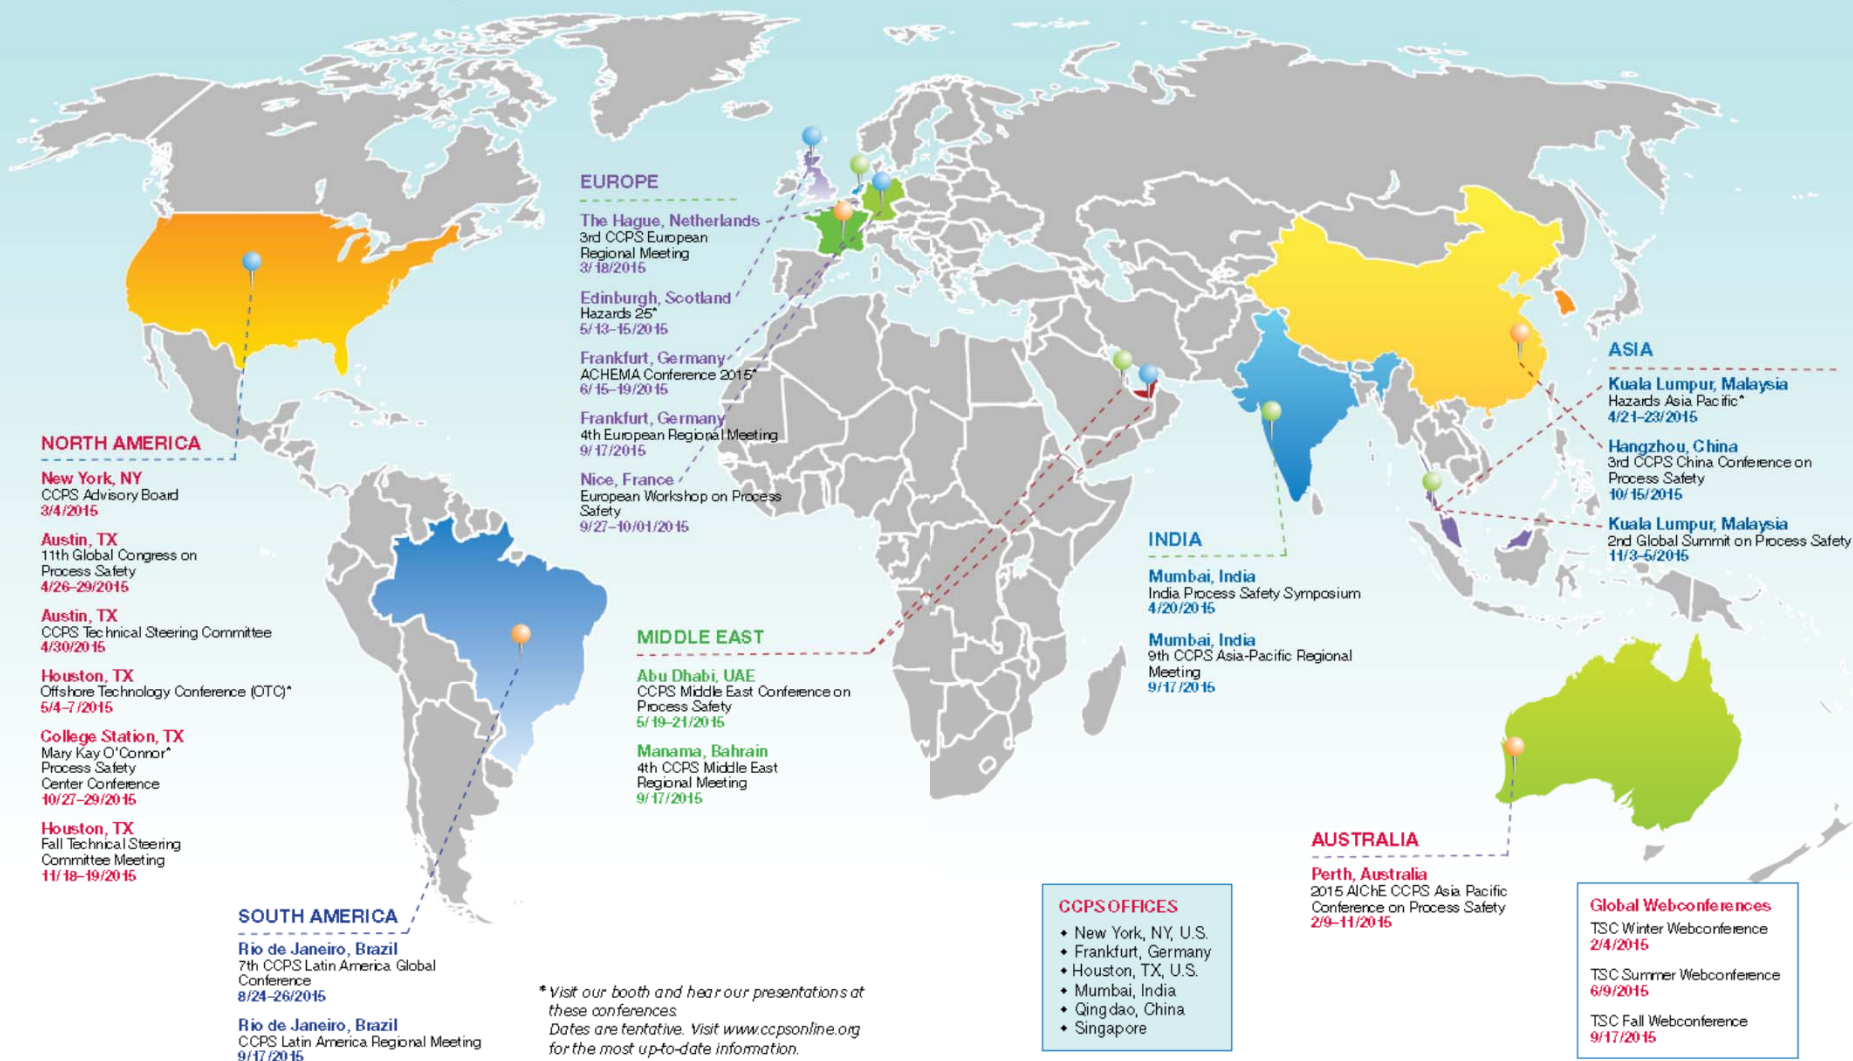 EUROPE
The Hague, Netherlands
3rd CCPS European
Regional Meeting
3/18/2015
Edinburgh, Scotland
Hazards 25*
5/13–15/2015
Frankfurt, Germany
ACHEMA Conference 2015*
6/15–19/2015
Frankfurt, Germany
4th European Regional Meeting
9/17/2015
Nice, France
European Workshop on Process
Safety
9/27–10/01/2015
NORTH AMERICA
New York, NY
CCPS Advisory Board
3/4/2015
Austin, TX
11th Global Congress on
Process Safety
4/26–29/2015
Austin, TX
CCPS Technical Steering Committee
4/30/2015
Houston, TX
Offshore Technology Conference (OTC)*
5/4–7/2015
College Station, TX
Mary Kay O'Connor*
Process Safety
Center Conference
10/27–29/2015
Houston, TX
Fall Technical Steering
Committee Meeting
11/18–19/2015
SOUTH AMERICA
Rio de Janeiro, Brazil
7th CCPS Latin America Global
Conference
8/24–26/2015
Rio de Janeiro, Brazil
CCPS Latin America Regional Meeting
9/17/2015
MIDDLE EAST
Abu Dhabi, UAE
CCPS Middle East Conference on
Process Safety
5/19–21/2015
Manama, Bahrain
4th CCPS Middle East
Regional Meeting
9/17/2015
INDIA
Mumbai, India
India Process Safety Symposium
4/20/2015
Mumbai, India
9th CCPS Asia-Pacific Regional
Meeting
9/17/2015
ASIA
Kuala Lumpur, Malaysia
Hazards Asia Pacific*
4/21–23/2015
Hangzhou, China
3rd CCPS China Conference on
Process Safety
10/15/2015
Kuala Lumpur, Malaysia
2nd Global Summit on Process Safety
11/3–5/2015
AUSTRALIA
Perth, Australia
2015 AIChE CCPS Asia Pacific
Conference on Process Safety
2/9–11/2015
* Visit our booth and hear our presentations at
these conferences.
Dates are tentative. Visit www.ccpsonline.org
for the most up-to-date information.
CCPS OFFICES
• New York, NY, U.S.
• Frankfurt, Germany
• Houston, TX, U.S.
• Mumbai, India
• Qingdao, China
• Singapore
Global Webconferences
TSC Winter Webconference
2/4/2015
TSC Summer Webconference
6/9/2015
TSC Fall Webconference
9/17/2015